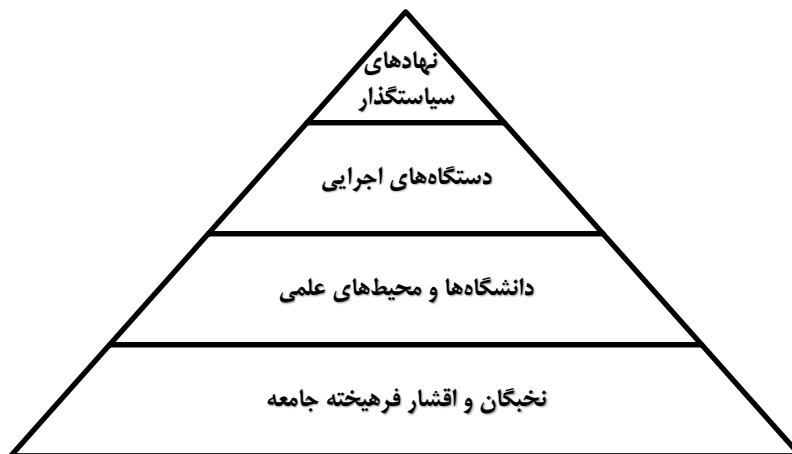 نهادهای
سیاستگذار
دستگاه‌های اجرایی
دانشگاه‌ها و محیط‌های علمی
نخبگان و اقشار فرهیخته جامعه